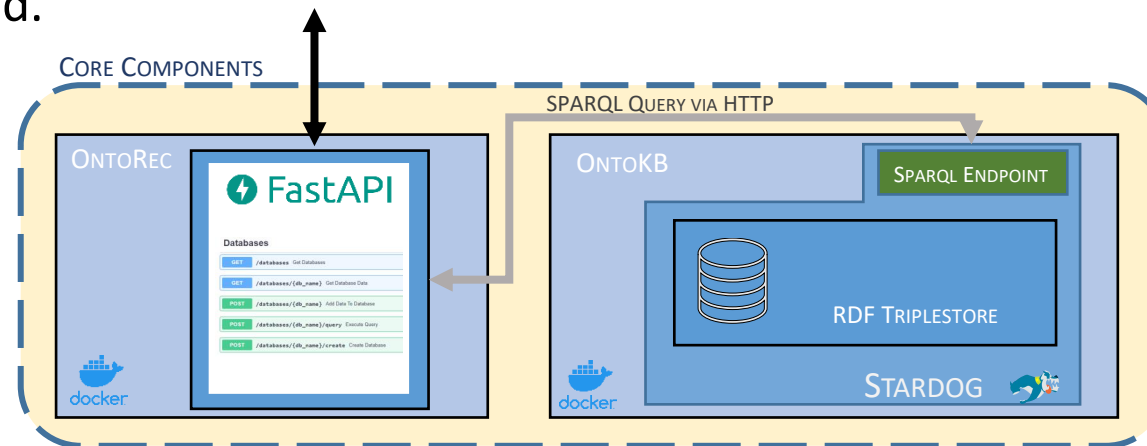 d.
CORE COMPONENTS
SPARQL QUERY VIA HTTP
ONTOREC
FastAPI
Databases
GET /databases Get Databases
GET /databases/{db_name} Get Database Data
POST /databases/{db_name} Add Data To Database
POST /databases/{db_name}/query Execute Query
POST /databases/{db_name}/create Create Database
docker
ONTOKB
SPARQL ENDPOINT
RDF TRIPLESTORE
STARDOG
docker